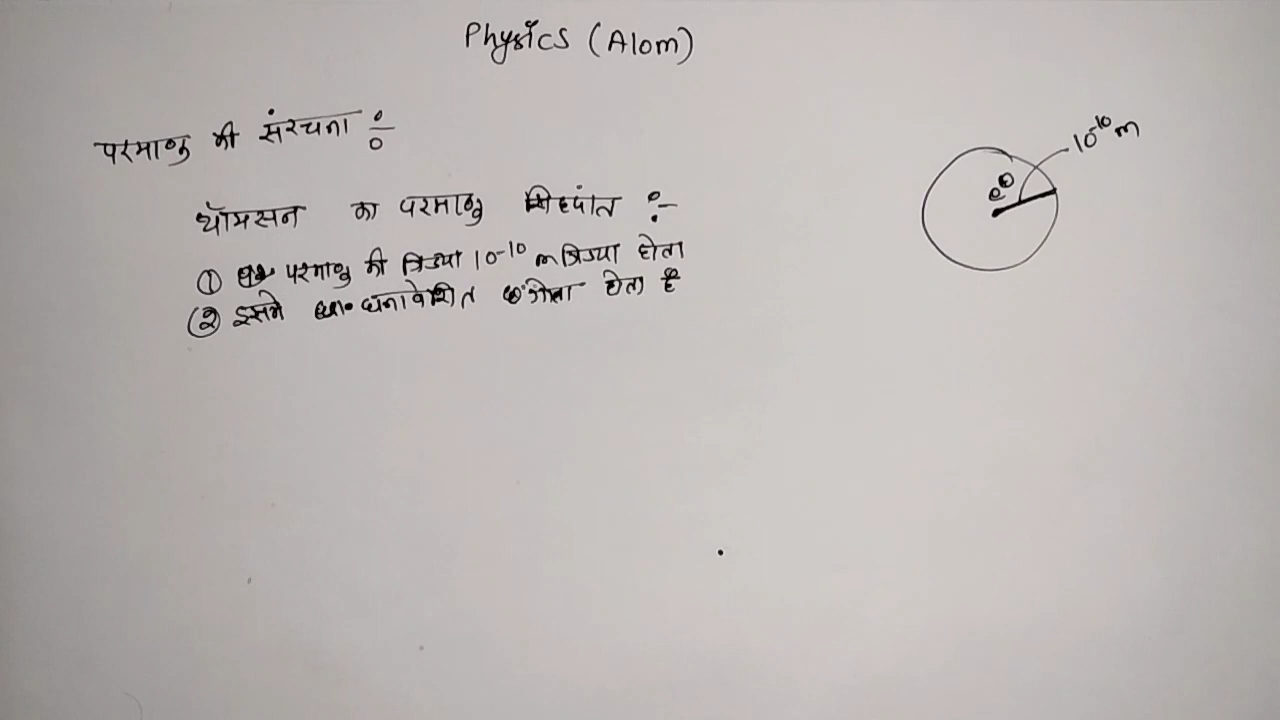 Physics (Atom)
परमाणु की संरचना :-
10⁻¹⁰ m
थॉमसन का परमाणु सिद्धांत :-
① परमाणु की त्रिज्या 10⁻¹⁰ m त्रिज्या होता
② इसमे धनावेशित गोला होता है
e⊕